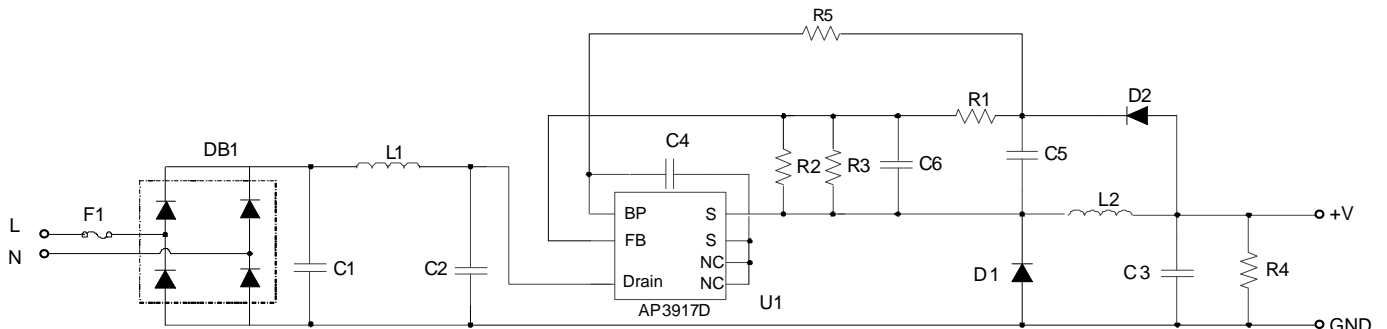 R5
R1
D2
C4
DB1
L1
R2
R3
C6
C5
L2
BP
S
+V
F1
L
FB
S
N
NC
C1
C2
D1
C3
R4
Drain
NC
U1
AP3917D
GND